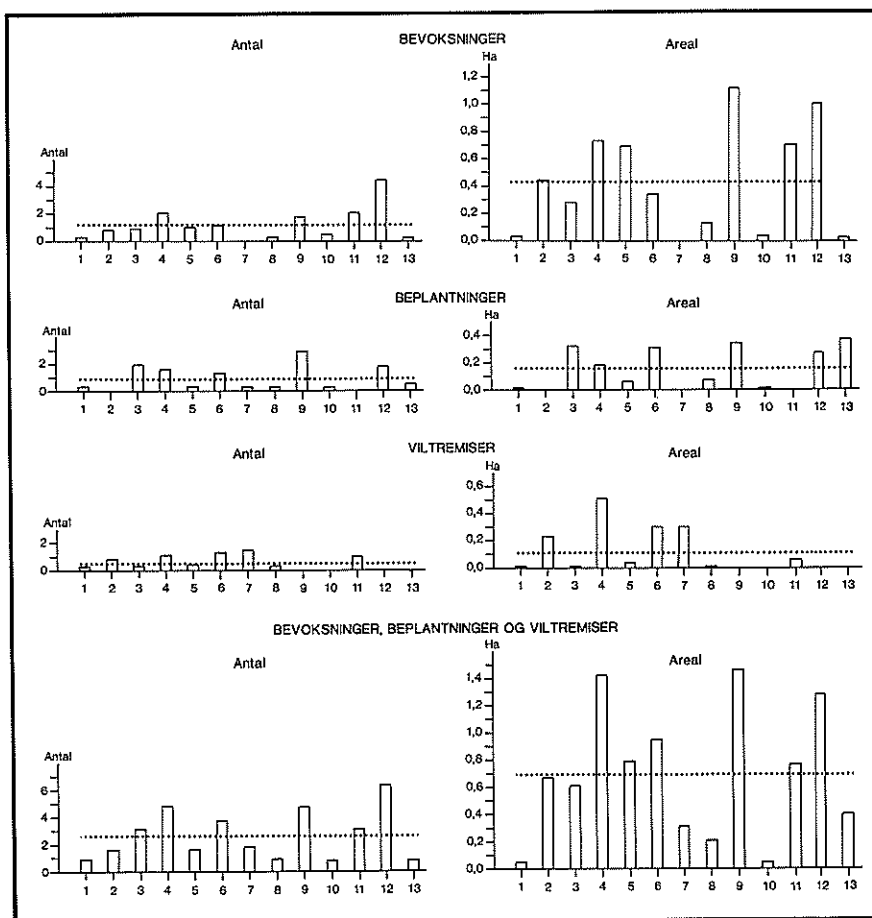 BEVOKSNINGER
Antal
Areal
Antal
4
2
0
1 2 3 4 5 6 7 8 9 10 11 12 13
Ha
1,2
1,0
0,8
0,6
0,4
0,2
0,0
1 2 3 4 5 6 7 8 9 10 11 12 13
BEPLANTNINGER
Antal
Areal
Antal
2
0
1 2 3 4 5 6 7 8 9 10 11 12 13
Ha
0,4
0,2
0,0
1 2 3 4 5 6 7 8 9 10 11 12 13
VILTREMISER
Antal
Areal
Antal
2
0
1 2 3 4 5 6 7 8 9 10 11 12 13
Ha
0,6
0,4
0,2
0,0
1 2 3 4 5 6 7 8 9 10 11 12 13
BEVOKSNINGER, BEPLANTNINGER OG VILTREMISER
Antal
Areal
Antal
6
4
2
0
1 2 3 4 5 6 7 8 9 10 11 12 13
Ha
1,4
1,2
1,0
0,8
0,6
0,4
0,2
0,0
1 2 3 4 5 6 7 8 9 10 11 12 13